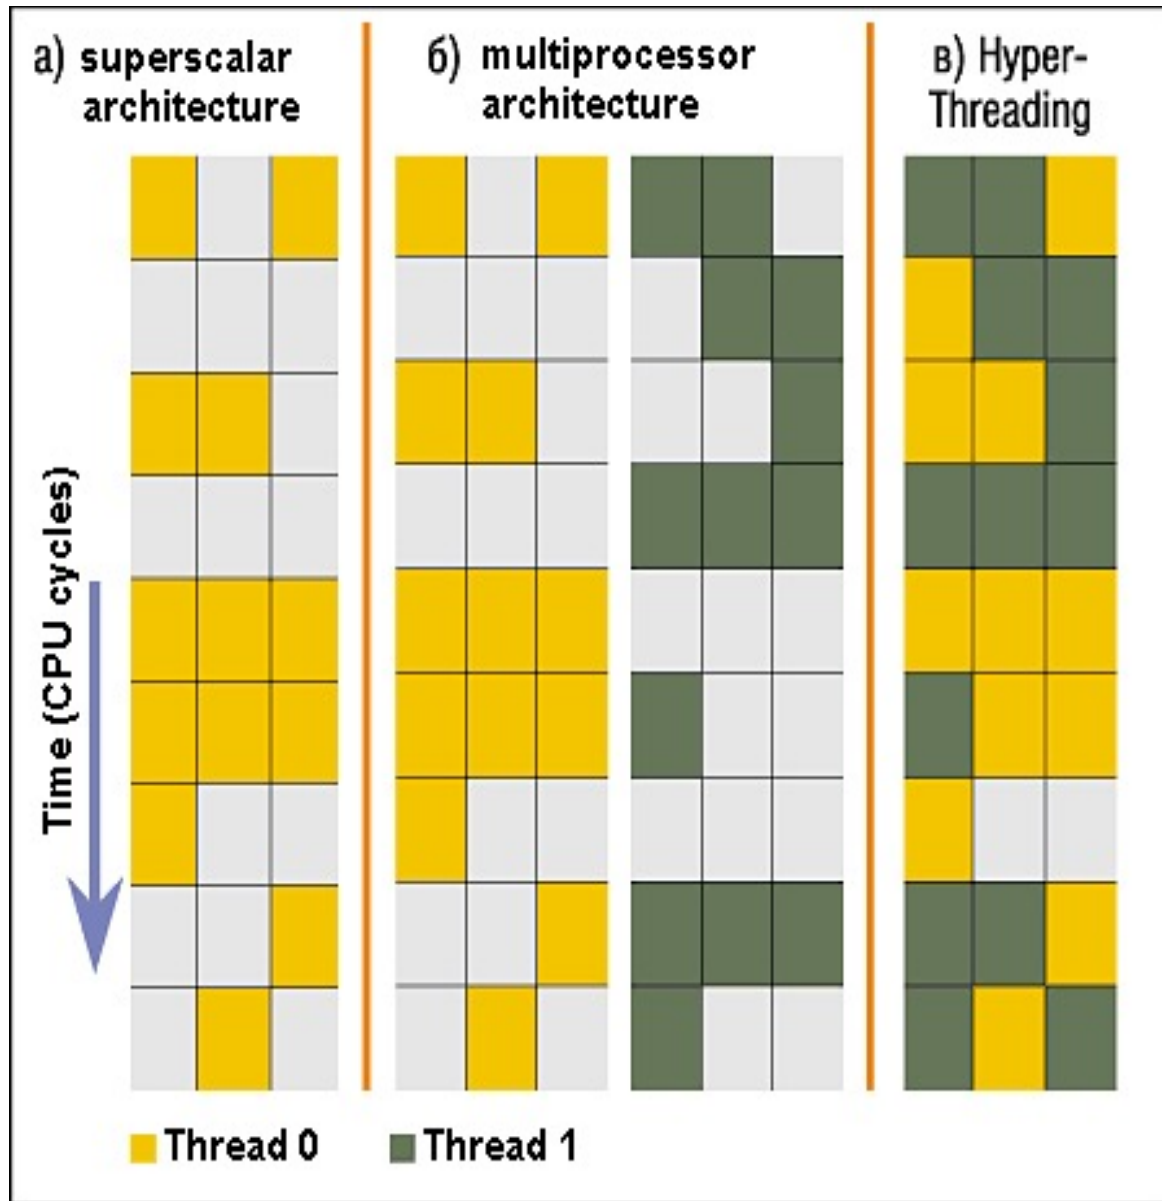 а) superscalar
architecture
б) multiprocessor
architecture
в) Hyper-
Threading
Time (CPU cycles)
Thread 0
Thread 1